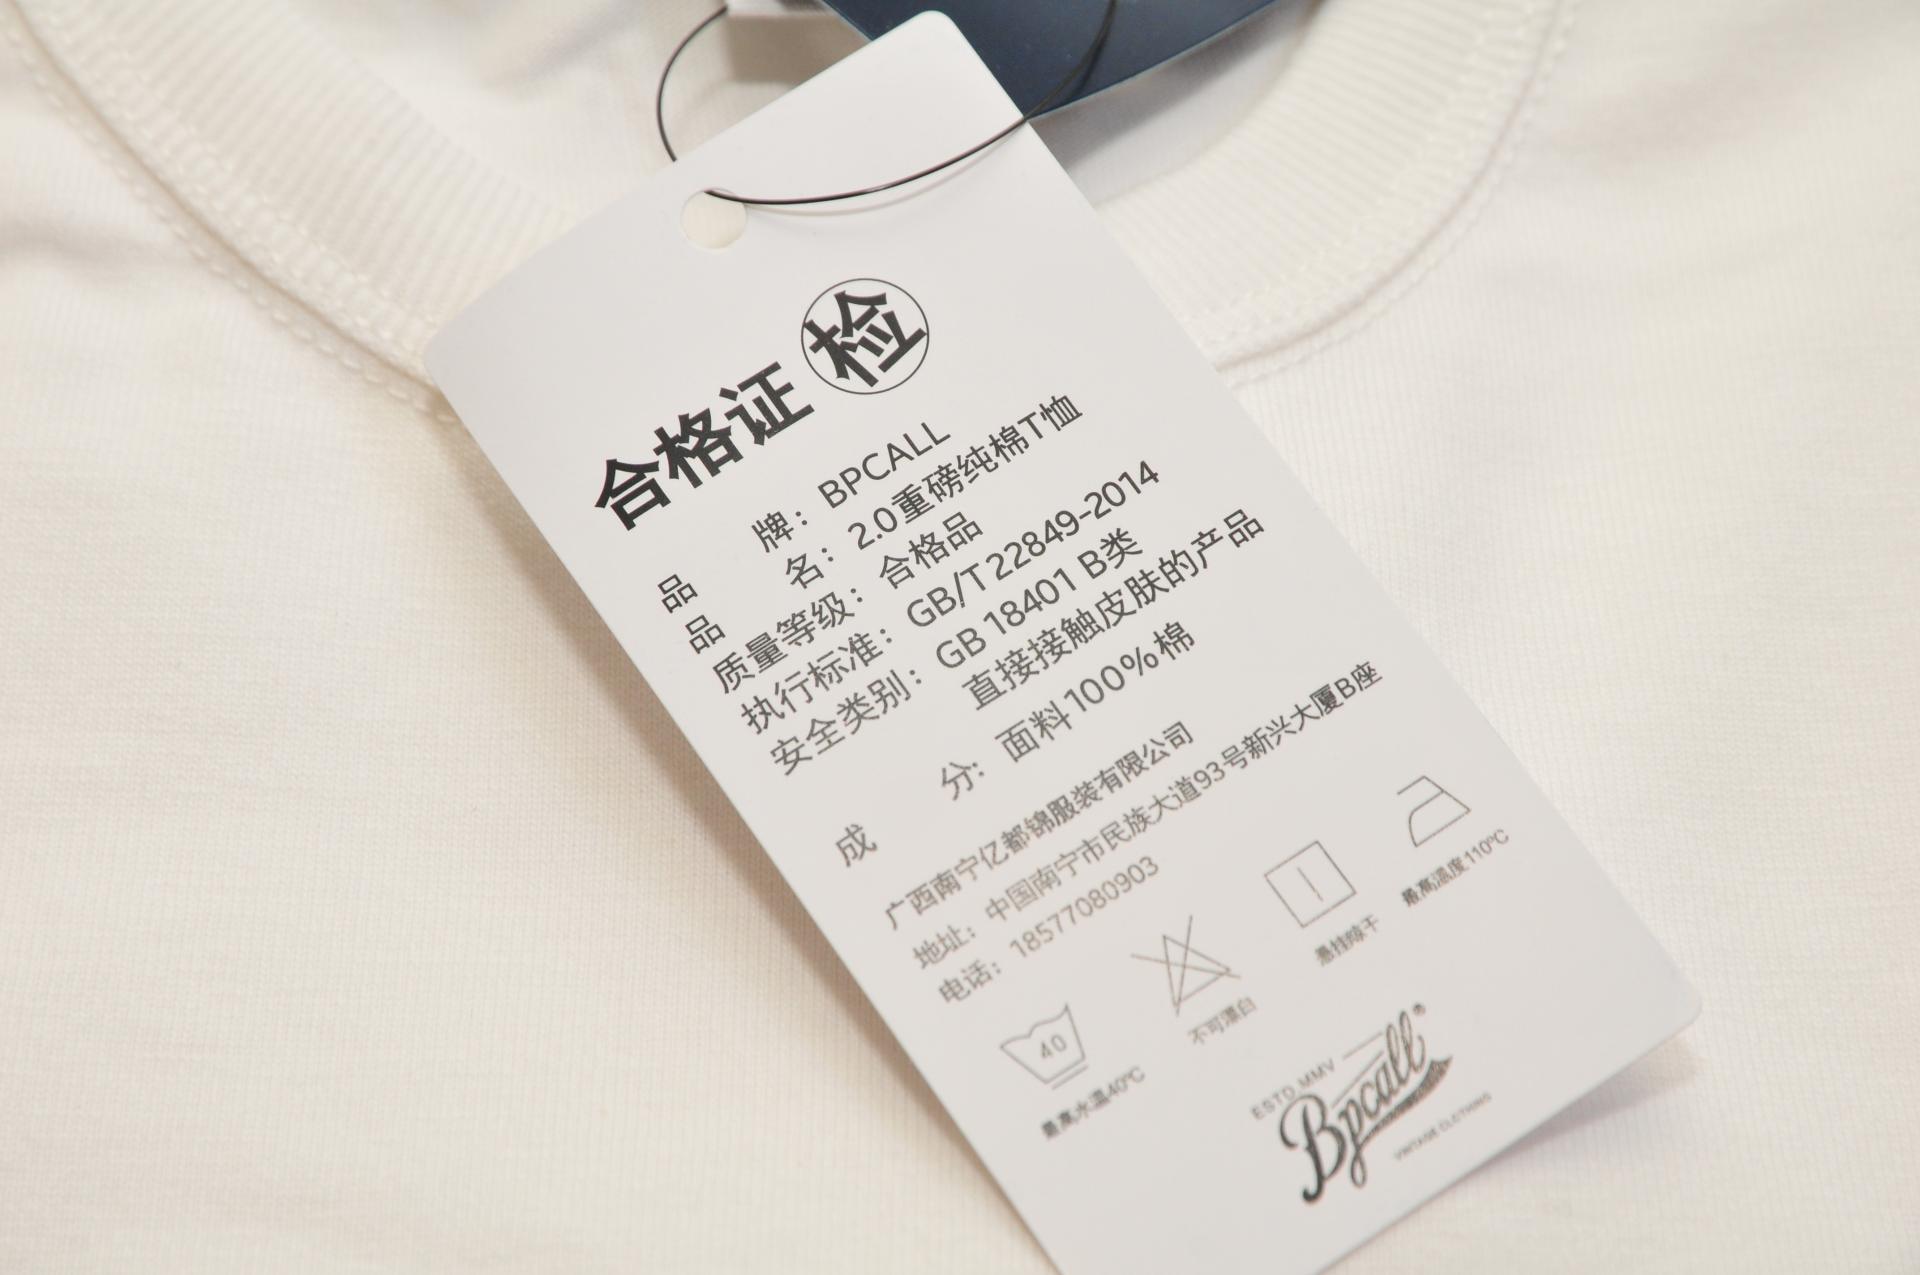 合格证 检
品 牌：BPCALL
品 名：2.0重磅纯棉T恤
质量等级：合格品
执行标准：GB/T 22849-2014
安全类别：GB 18401 B类
直接接触皮肤的产品
成 分：面料100%棉
广西南宁亿都锦服装有限公司
地址：中国南宁市民族大道93号新兴大厦B座
电话：18577080903
40
最高水温40℃
不可漂白
悬挂晾干
最高温度110℃
ESTD MMV
Bpcall®
VINTAGE CLOTHING